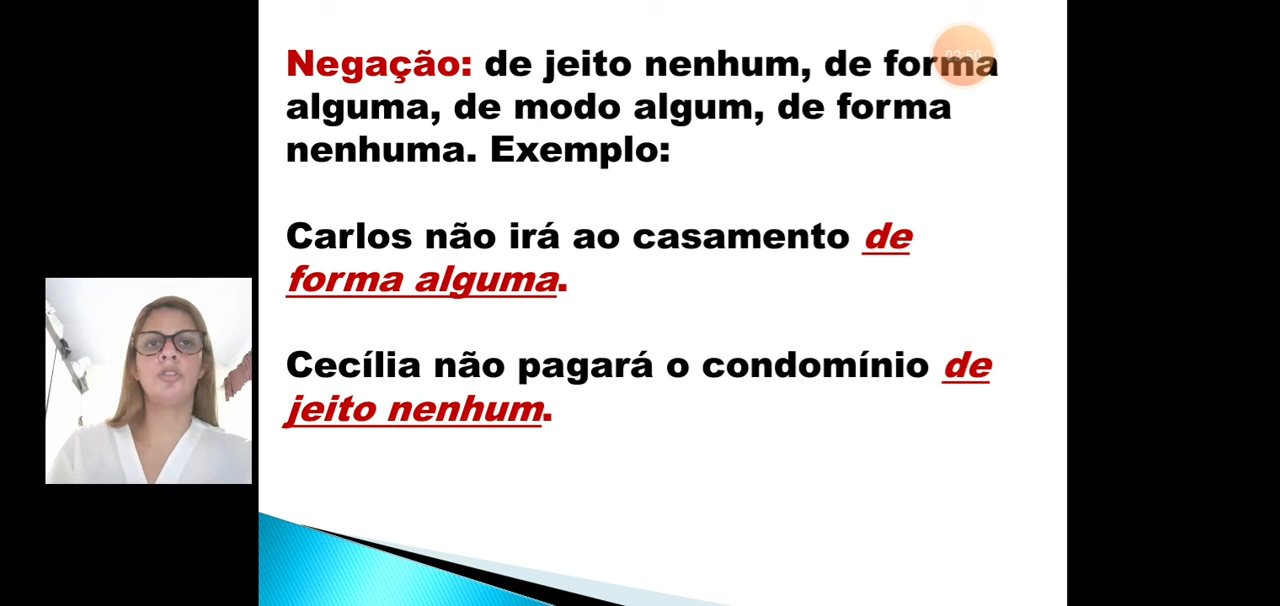 Negação: de jeito nenhum, de forma
alguma, de modo algum, de forma
nenhuma. Exemplo:
Carlos não irá ao casamento de
forma alguma.
Cecília não pagará o condomínio de
jeito nenhum.